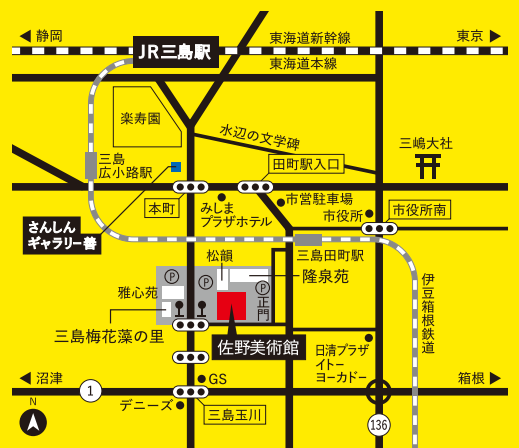 静岡
JR三島駅
東海道新幹線
東京
東海道本線
楽寿園
水辺の文学碑
三嶋大社
三島
広小路駅
田町駅入口
本町
みしま
プラザホテル
市営駐車場
市役所
市役所南
さんしん
ギャラリー善
松韻
三島田町駅
隆泉苑
P
P
P
雅心苑
正門
伊豆箱根鉄道
三島梅花藻の里
佐野美術館
日清プラザ
イトー
ヨーカドー
沼津
1
GS
箱根
N
デニーズ
三島玉川
136